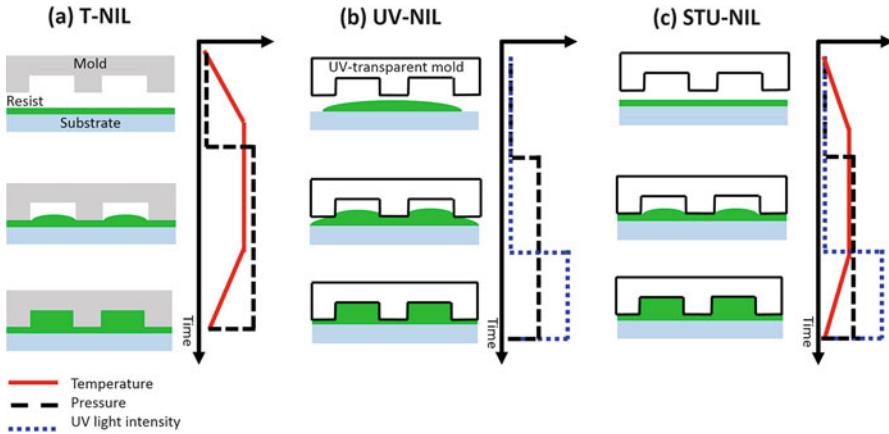 (a) T-NIL
(b) UV-NIL
(c) STU-NIL
Mold
Resist
Substrate
Time
UV-transparent mold
Time
Time
Temperature
Pressure
UV light intensity